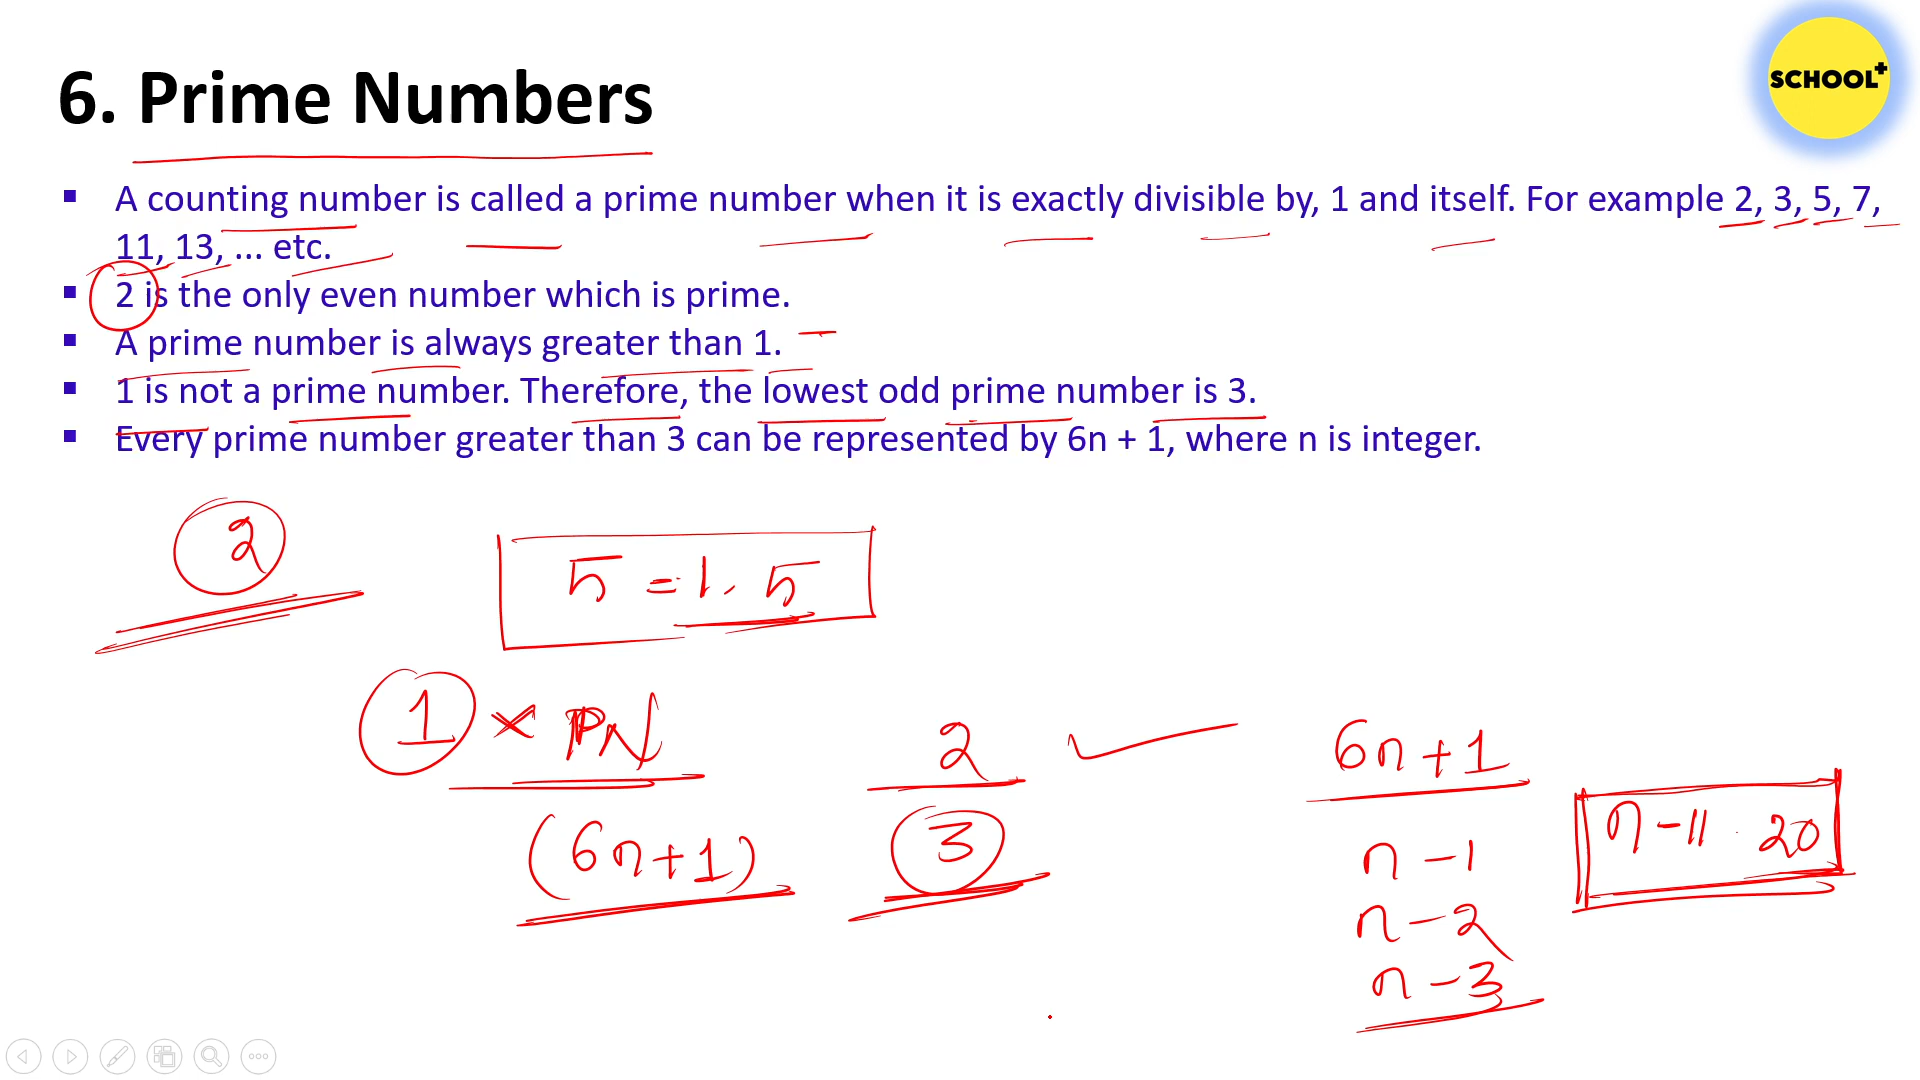 6. Prime Numbers
SCHOOL+
▪ A counting number is called a prime number when it is exactly divisible by, 1 and itself. For example 2, 3, 5, 7,
11, 13, ... etc.
▪ 2 is the only even number which is prime.
▪ A prime number is always greater than 1.
▪ 1 is not a prime number. Therefore, the lowest odd prime number is 3.
▪ Every prime number greater than 3 can be represented by 6n + 1, where n is integer.
2
5 = 1, 5
1 × PN
2
6n+1
(6n+1)
3
n-11 20
n-1
n-2
n-3